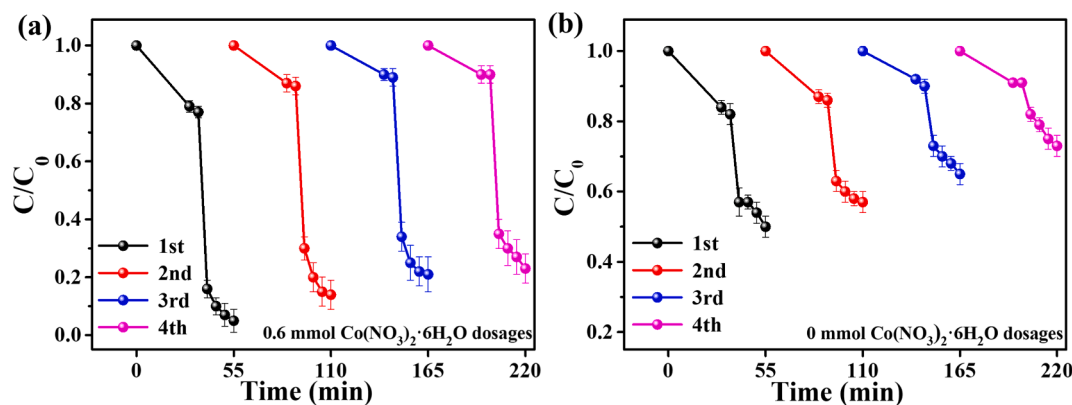 (a)
1.0
0.8
0.6
0.4
0.2
0.0
C/C₀
1st
2nd
3rd
4th
0.6 mmol Co(NO₃)₂·6H₂O dosages
0 55 110 165 220
Time (min)
(b)
1.0
0.8
0.6
0.4
0.2
C/C₀
1st
2nd
3rd
4th
0 mmol Co(NO₃)₂·6H₂O dosages
0 55 110 165 220
Time (min)